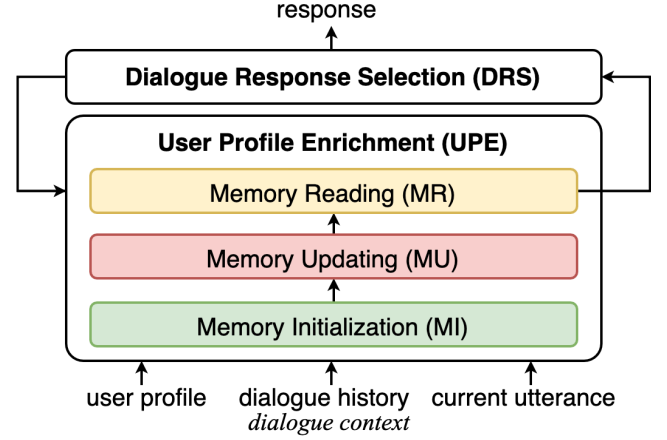 response
Dialogue Response Selection (DRS)
User Profile Enrichment (UPE)
Memory Reading (MR)
Memory Updating (MU)
Memory Initialization (MI)
user profile dialogue history current utterance
dialogue context